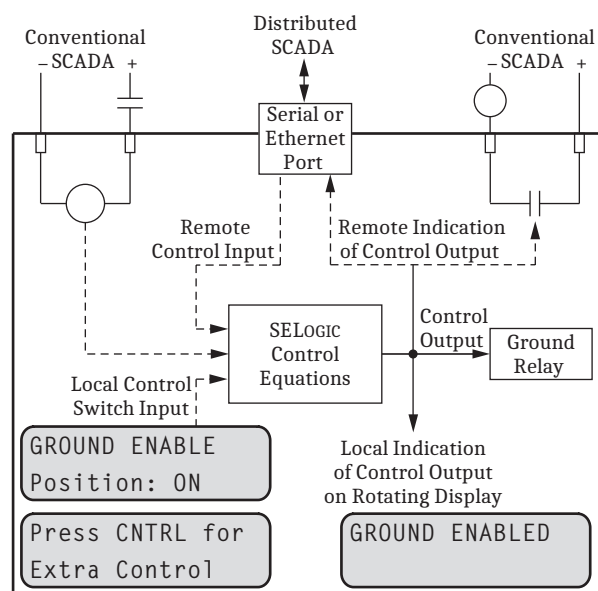 Conventional
– SCADA +
Distributed
SCADA
Conventional
– SCADA +
Serial or
Ethernet
Port
Remote
Control Input
Remote Indication
of Control Output
SELOGIC
Control
Equations
Control
Output
Ground
Relay
Local Control
Switch Input
GROUND ENABLE
Position: ON
Local Indication
of Control Output
on Rotating Display
Press CNTRL for
Extra Control
GROUND ENABLED